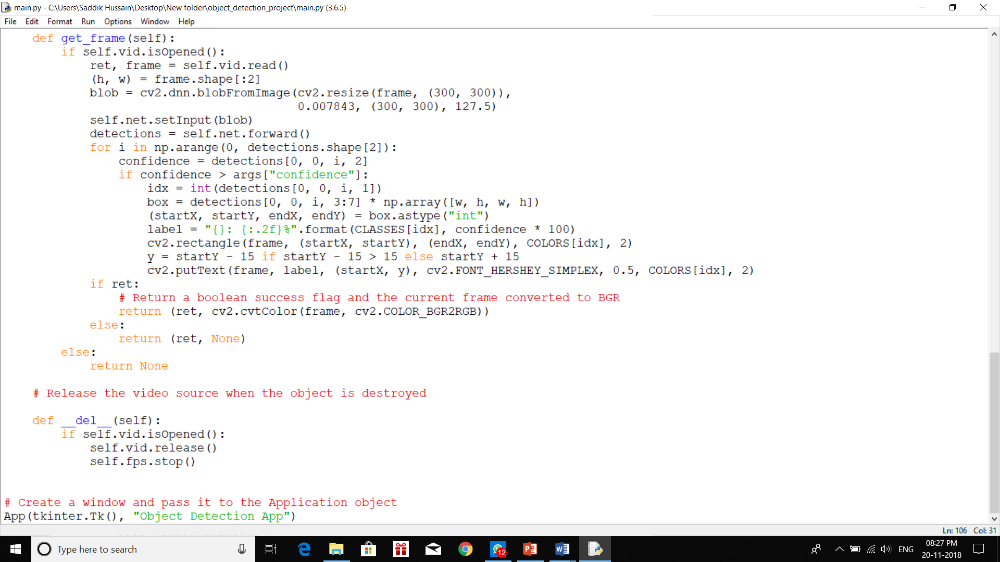 main.py - C:\Users\Saddik Hussain\Desktop\New folder\object_detection_project\main.py (3.6.5)
File Edit Format Run Options Window Help
    def get_frame(self):
        if self.vid.isOpened():
            ret, frame = self.vid.read()
            (h, w) = frame.shape[:2]
            blob = cv2.dnn.blobFromImage(cv2.resize(frame, (300, 300)),
                                         0.007843, (300, 300), 127.5)
            self.net.setInput(blob)
            detections = self.net.forward()
            for i in np.arange(0, detections.shape[2]):
                confidence = detections[0, 0, i, 2]
                if confidence > args["confidence"]:
                    idx = int(detections[0, 0, i, 1])
                    box = detections[0, 0, i, 3:7] * np.array([w, h, w, h])
                    (startX, startY, endX, endY) = box.astype("int")
                    label = "{}: {:.2f}%".format(CLASSES[idx], confidence * 100)
                    cv2.rectangle(frame, (startX, startY), (endX, endY), COLORS[idx], 2)
                    y = startY - 15 if startY - 15 > 15 else startY + 15
                    cv2.putText(frame, label, (startX, y), cv2.FONT_HERSHEY_SIMPLEX, 0.5, COLORS[idx], 2)
            if ret:
                # Return a boolean success flag and the current frame converted to BGR
                return (ret, cv2.cvtColor(frame, cv2.COLOR_BGR2RGB))
            else:
                return (ret, None)
        else:
            return None
    # Release the video source when the object is destroyed
    def __del__(self):
        if self.vid.isOpened():
            self.vid.release()
            self.fps.stop()
# Create a window and pass it to the Application object
App(tkinter.Tk(), "Object Detection App")
Ln: 106 Col: 31
Type here to search
12
ENG
08:27 PM
20-11-2018